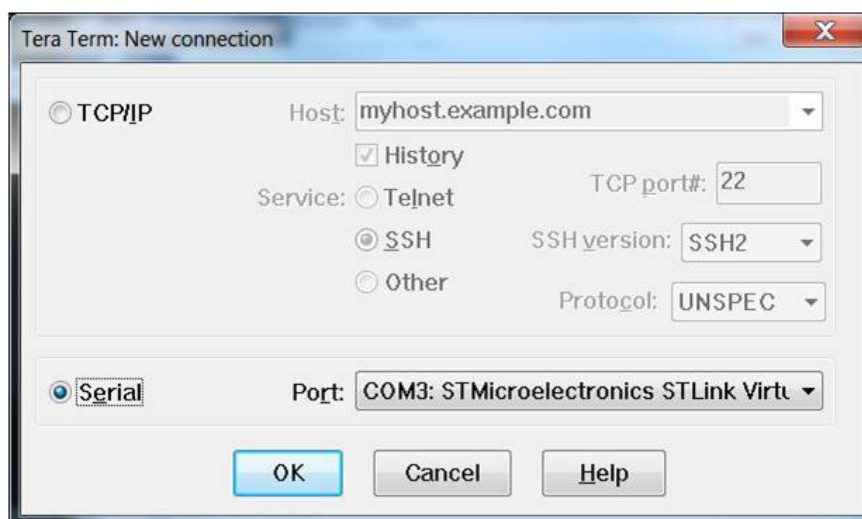 Tera Term: New connection
TCP/IP
Host: myhost.example.com
History
Service: Telnet
TCP port#: 22
SSH
SSH version: SSH2
Other
Protocol: UNSPEC
Serial
Port: COM3: STMicroelectronics STLink
OK Cancel Help